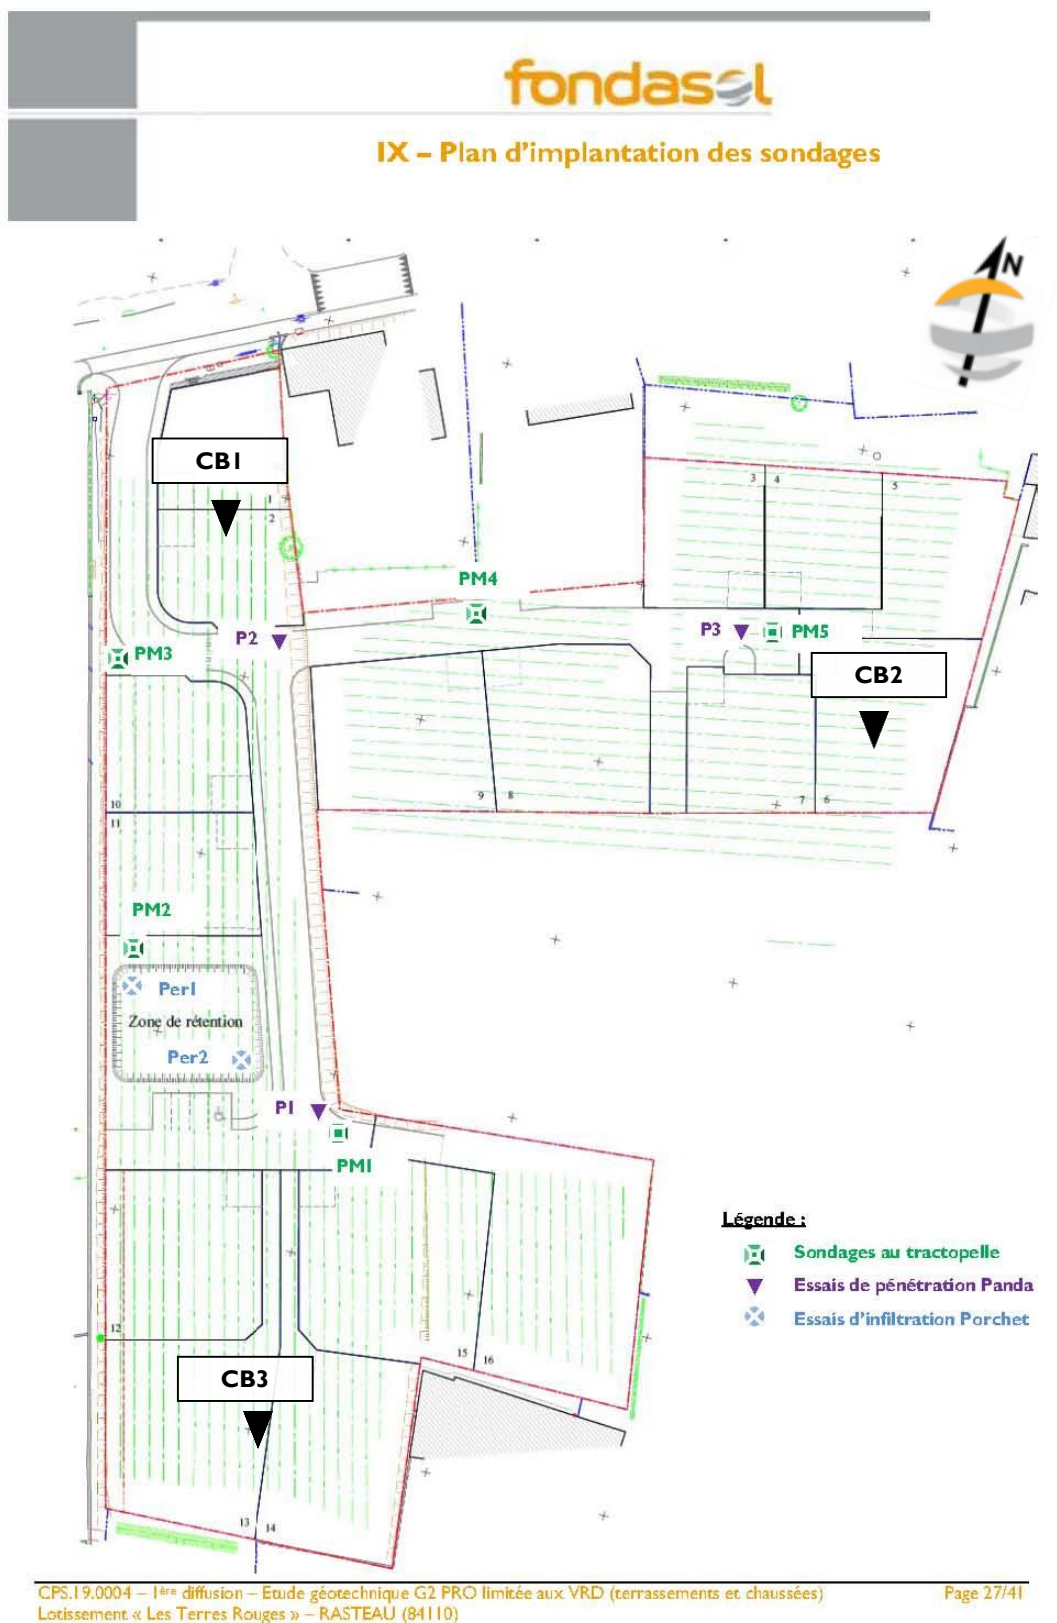 fondasol
IX – Plan d'implantation des sondages
N
CB1
1
2
3 4
5
PM4
P2
PM3
P3
PM5
CB2
9 8
7 6
10
11
PM2
Per1
Zone de rétention
Per2
P1
PM1
Légende :
Sondages au tractopelle
Essais de pénétration Panda
Essais d'infiltration Porchet
12
15 16
CB3
13 14
CPS.19.0004 – 1ère diffusion – Etude géotechnique G2 PRO limitée aux VRD (terrassements et chaussées) Page 27/41
Lotissement « Les Terres Rouges » – RASTEAU (84110)